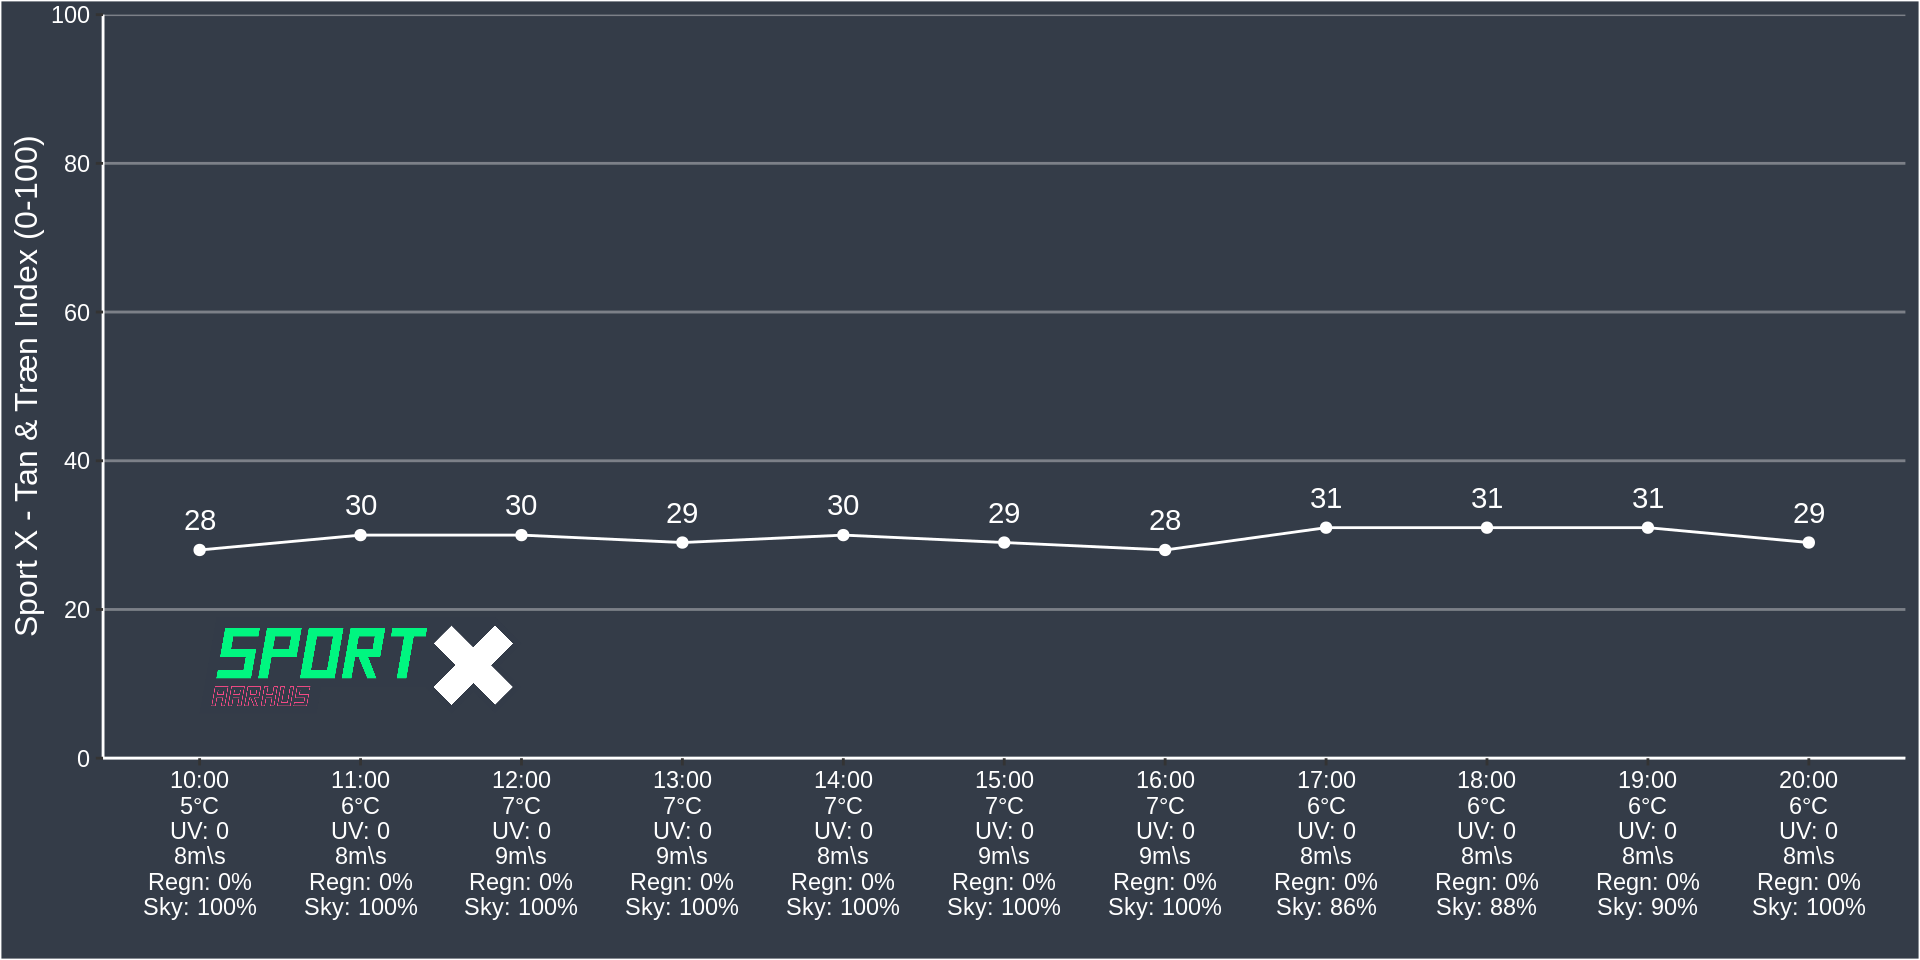 Sport X - Tan & Træn Index (0-100)
100
80
60
40
20
0
28 30 30 29 30 29 28 31 31 31 29
SPORT X
AARHUS
10:00 11:00 12:00 13:00 14:00 15:00 16:00 17:00 18:00 19:00 20:00
5°C 6°C 7°C 7°C 7°C 7°C 7°C 6°C 6°C 6°C 6°C
UV: 0 UV: 0 UV: 0 UV: 0 UV: 0 UV: 0 UV: 0 UV: 0 UV: 0 UV: 0 UV: 0
8m\s 8m\s 9m\s 9m\s 8m\s 9m\s 9m\s 8m\s 8m\s 8m\s 8m\s
Regn: 0% Regn: 0% Regn: 0% Regn: 0% Regn: 0% Regn: 0% Regn: 0% Regn: 0% Regn: 0% Regn: 0% Regn: 0%
Sky: 100% Sky: 100% Sky: 100% Sky: 100% Sky: 100% Sky: 100% Sky: 100% Sky: 86% Sky: 88% Sky: 90% Sky: 100%